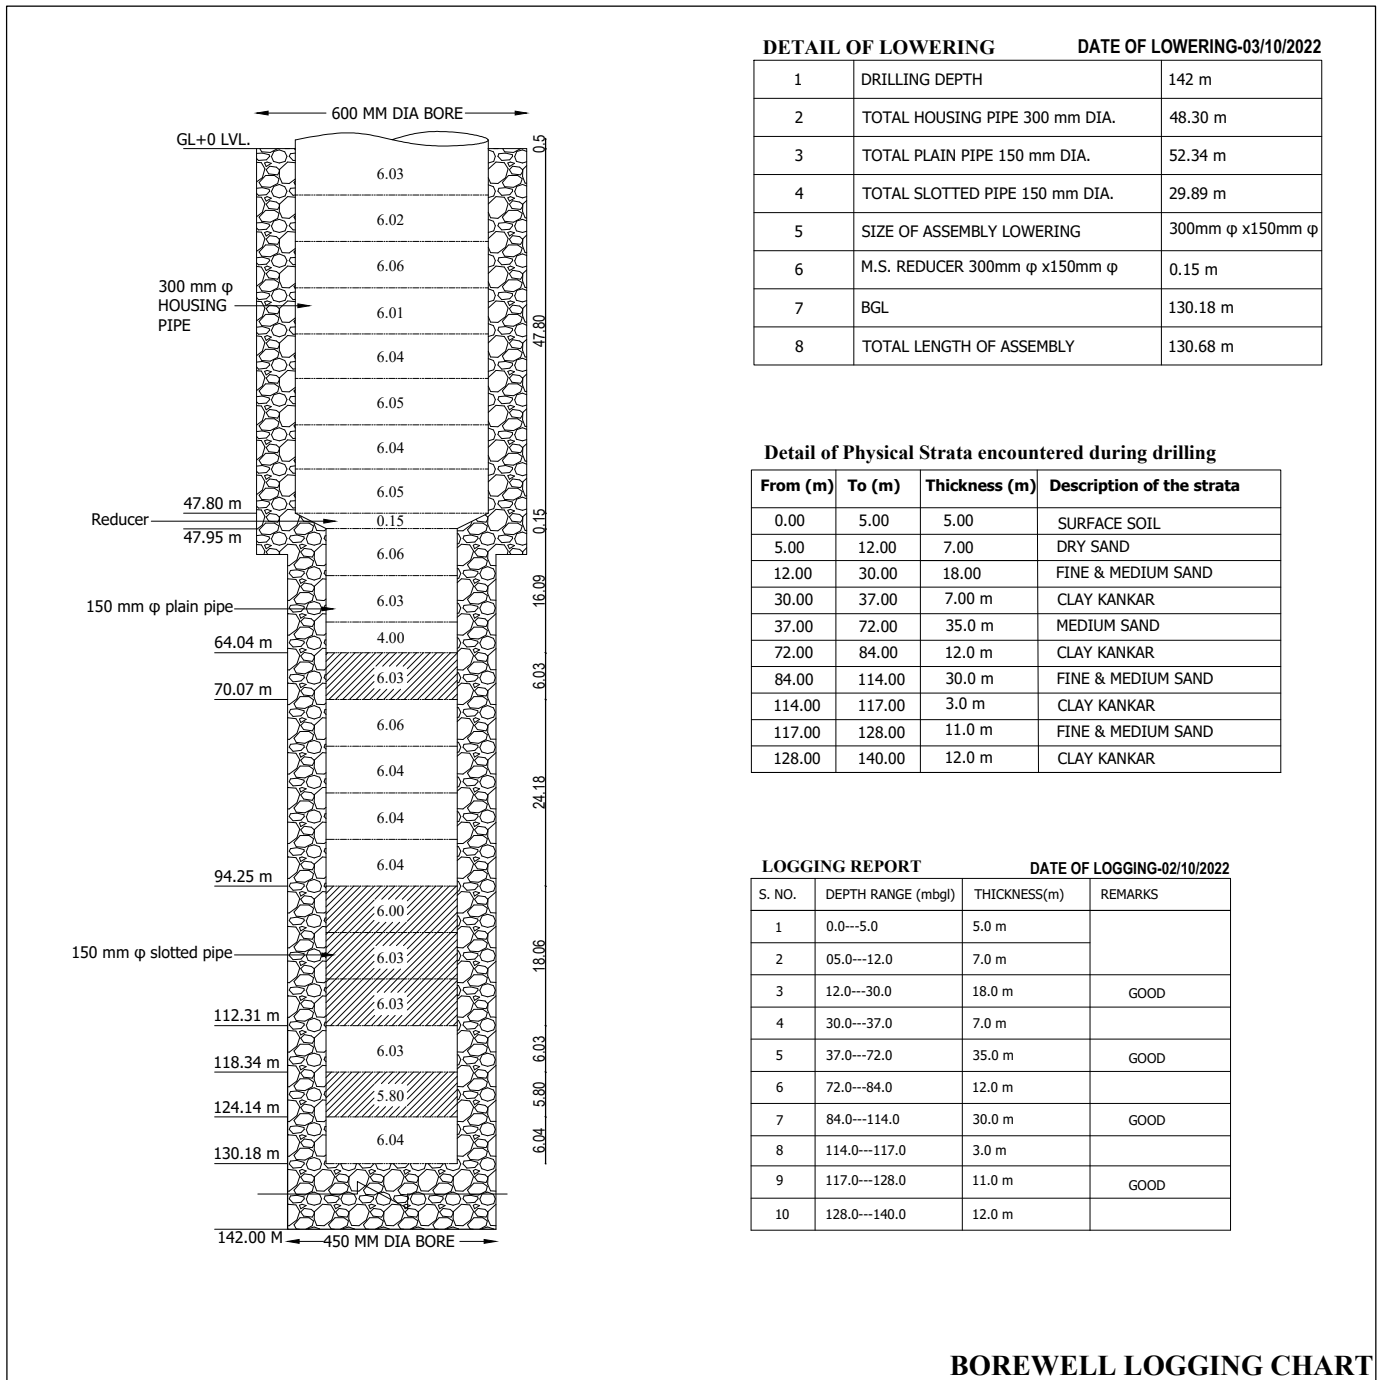 DETAIL OF LOWERING DATE OF LOWERING-03/10/2022
1 DRILLING DEPTH 142 m
2 TOTAL HOUSING PIPE 300 mm DIA. 48.30 m
3 TOTAL PLAIN PIPE 150 mm DIA. 52.34 m
4 TOTAL SLOTTED PIPE 150 mm DIA. 29.89 m
5 SIZE OF ASSEMBLY LOWERING 300mm φ x150mm φ
6 M.S. REDUCER 300mm φ x150mm φ 0.15 m
7 BGL 130.18 m
8 TOTAL LENGTH OF ASSEMBLY 130.68 m
600 MM DIA BORE
GL+0 LVL.
0.5
6.03
6.02
6.06
300 mm φ
HOUSING
PIPE
6.01
47.80
6.04
6.05
6.04
6.05
47.80 m
Reducer
0.15
0.15
47.95 m
6.06
16.09
150 mm φ plain pipe
6.03
4.00
64.04 m
6.03
6.03
70.07 m
6.06
6.04
24.18
6.04
6.04
94.25 m
6.00
150 mm φ slotted pipe
6.03
18.06
6.03
112.31 m
6.03
6.03
118.34 m
5.80
5.80
124.14 m
6.04
6.04
130.18 m
142.00 M
450 MM DIA BORE
Detail of Physical Strata encountered during drilling
From (m) To (m) Thickness (m) Description of the strata
0.00 5.00 5.00 SURFACE SOIL
5.00 12.00 7.00 DRY SAND
12.00 30.00 18.00 FINE & MEDIUM SAND
30.00 37.00 7.00 m CLAY KANKAR
37.00 72.00 35.0 m MEDIUM SAND
72.00 84.00 12.0 m CLAY KANKAR
84.00 114.00 30.0 m FINE & MEDIUM SAND
114.00 117.00 3.0 m CLAY KANKAR
117.00 128.00 11.0 m FINE & MEDIUM SAND
128.00 140.00 12.0 m CLAY KANKAR
LOGGING REPORT DATE OF LOGGING-02/10/2022
S. NO. DEPTH RANGE (mbgl) THICKNESS(m) REMARKS
1 0.0---5.0 5.0 m
2 05.0---12.0 7.0 m
3 12.0---30.0 18.0 m GOOD
4 30.0---37.0 7.0 m
5 37.0---72.0 35.0 m GOOD
6 72.0---84.0 12.0 m
7 84.0---114.0 30.0 m GOOD
8 114.0---117.0 3.0 m
9 117.0---128.0 11.0 m GOOD
10 128.0---140.0 12.0 m
BOREWELL LOGGING CHART